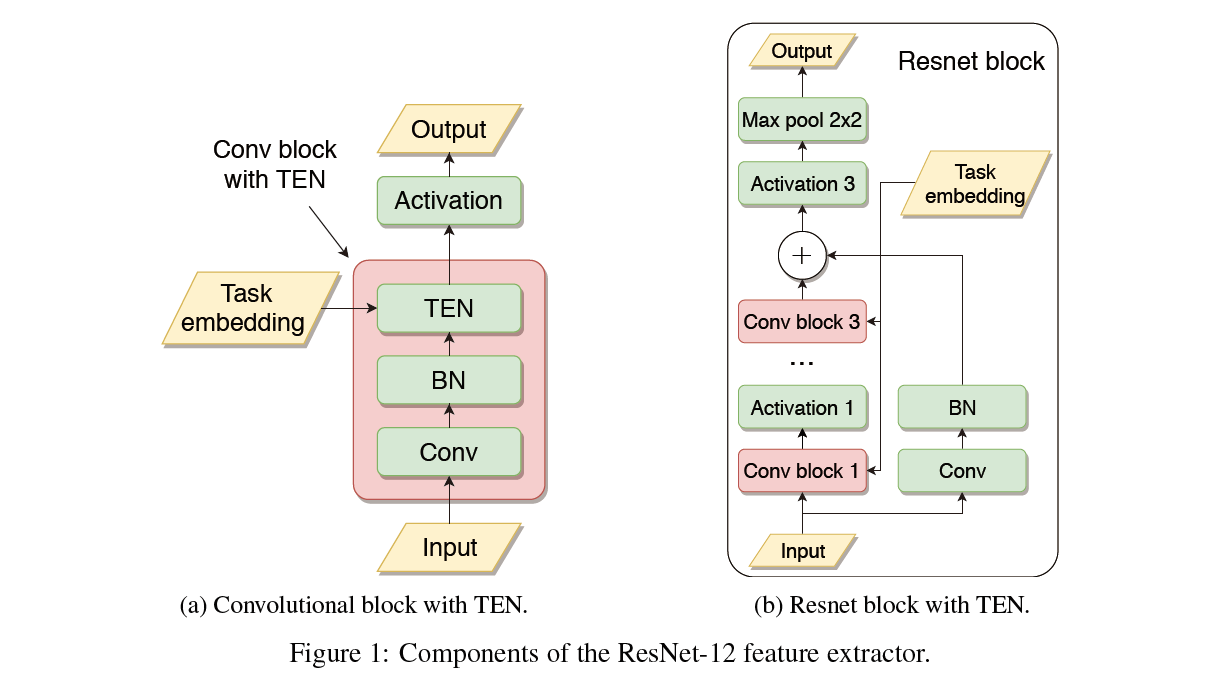 Conv block
with TEN
Output
Activation
Task
embedding
TEN
BN
Conv
Input
(a) Convolutional block with TEN.
Resnet block
Output
Max pool 2x2
Activation 3
Task
embedding
+
Conv block 3
...
Activation 1
BN
Conv block 1
Conv
Input
(b) Resnet block with TEN.
Figure 1: Components of the ResNet-12 feature extractor.